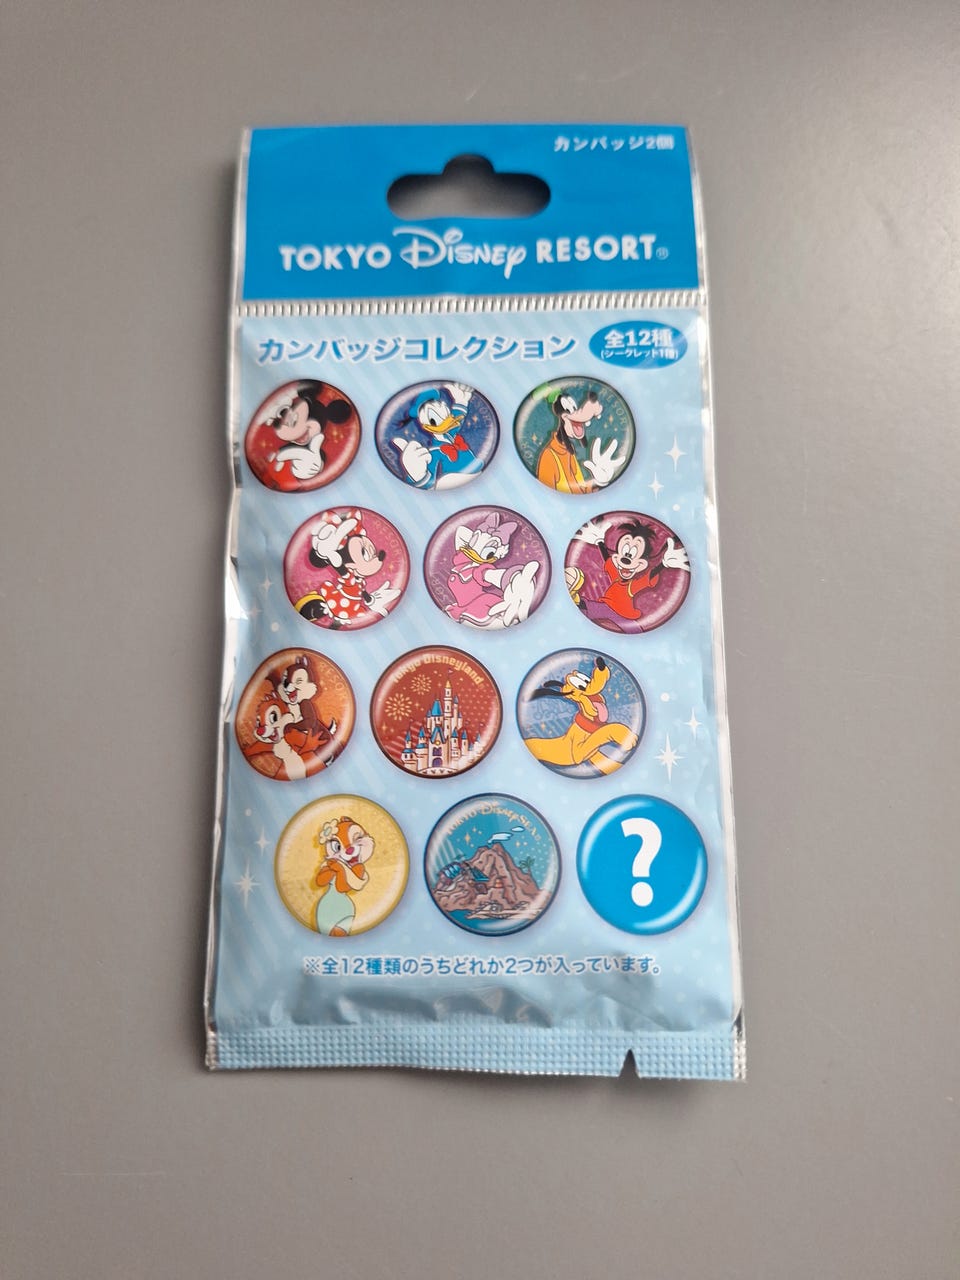 カンバッジ2個
TOKYO Disney RESORT®
カンバッジコレクション
全12種
(シークレット1種)
Tokyo Disneyland
TOKYO DISNEYSEA
?
※全12種類のうちどれか2つが入っています。